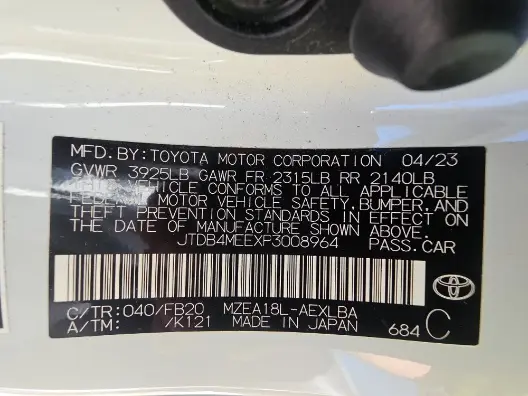 MFD. BY: TOYOTA MOTOR CORPORATION 04/23
GVWR 3925LB GAWR FR 2315LB RR 2140LB
THIS VEHICLE CONFORMS TO ALL APPLICABLE
FEDERAL MOTOR VEHICLE SAFETY, BUMPER, AND
THEFT PREVENTION STANDARDS IN EFFECT ON
THE DATE OF MANUFACTURE SHOWN ABOVE.
JTDB4MEEXP3008964 PASS. CAR
C/TR: 040/FB20 MZEA18L-AEXLBA
A/TM: /K121 MADE IN JAPAN 684 C